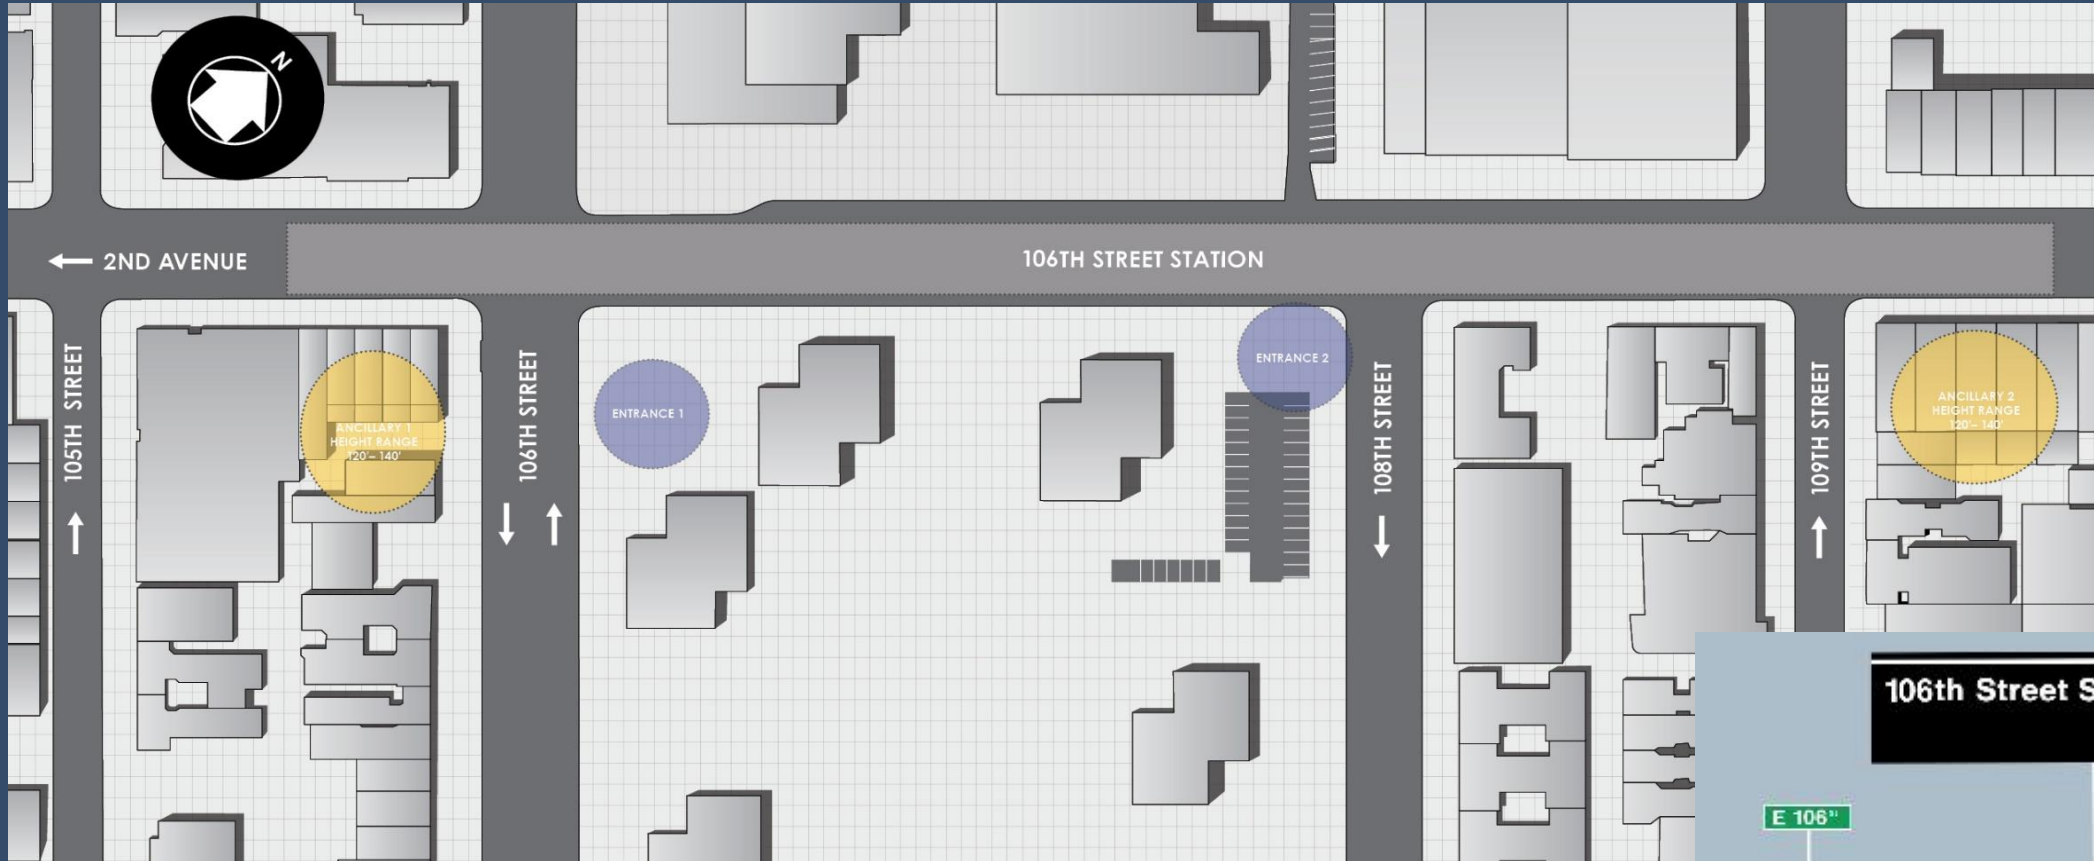 N
← 2ND AVENUE
106TH STREET STATION
105TH STREET
106TH STREET
108TH STREET
109TH STREET
ENTRANCE 1
ENTRANCE 2
ANCILLARY 1
HEIGHT RANGE
120'– 140'
ANCILLARY 2
HEIGHT RANGE
120'– 140'
106th Street S
E 106